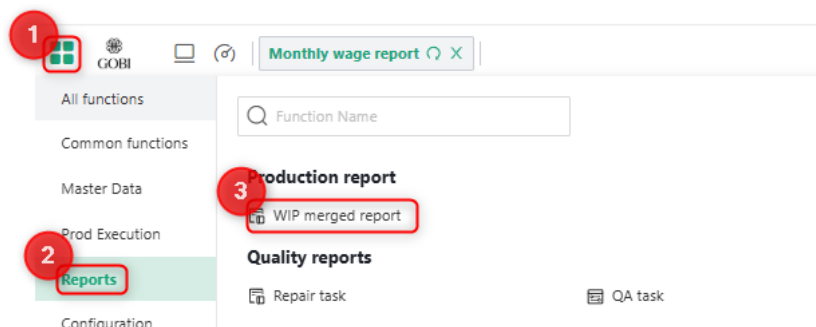 1
GOBI
Monthly wage report
All functions
Function Name
Common functions
Production report
Master Data
3
WIP merged report
Prod Execution
2
Quality reports
Reports
Repair task QA task
Configuration